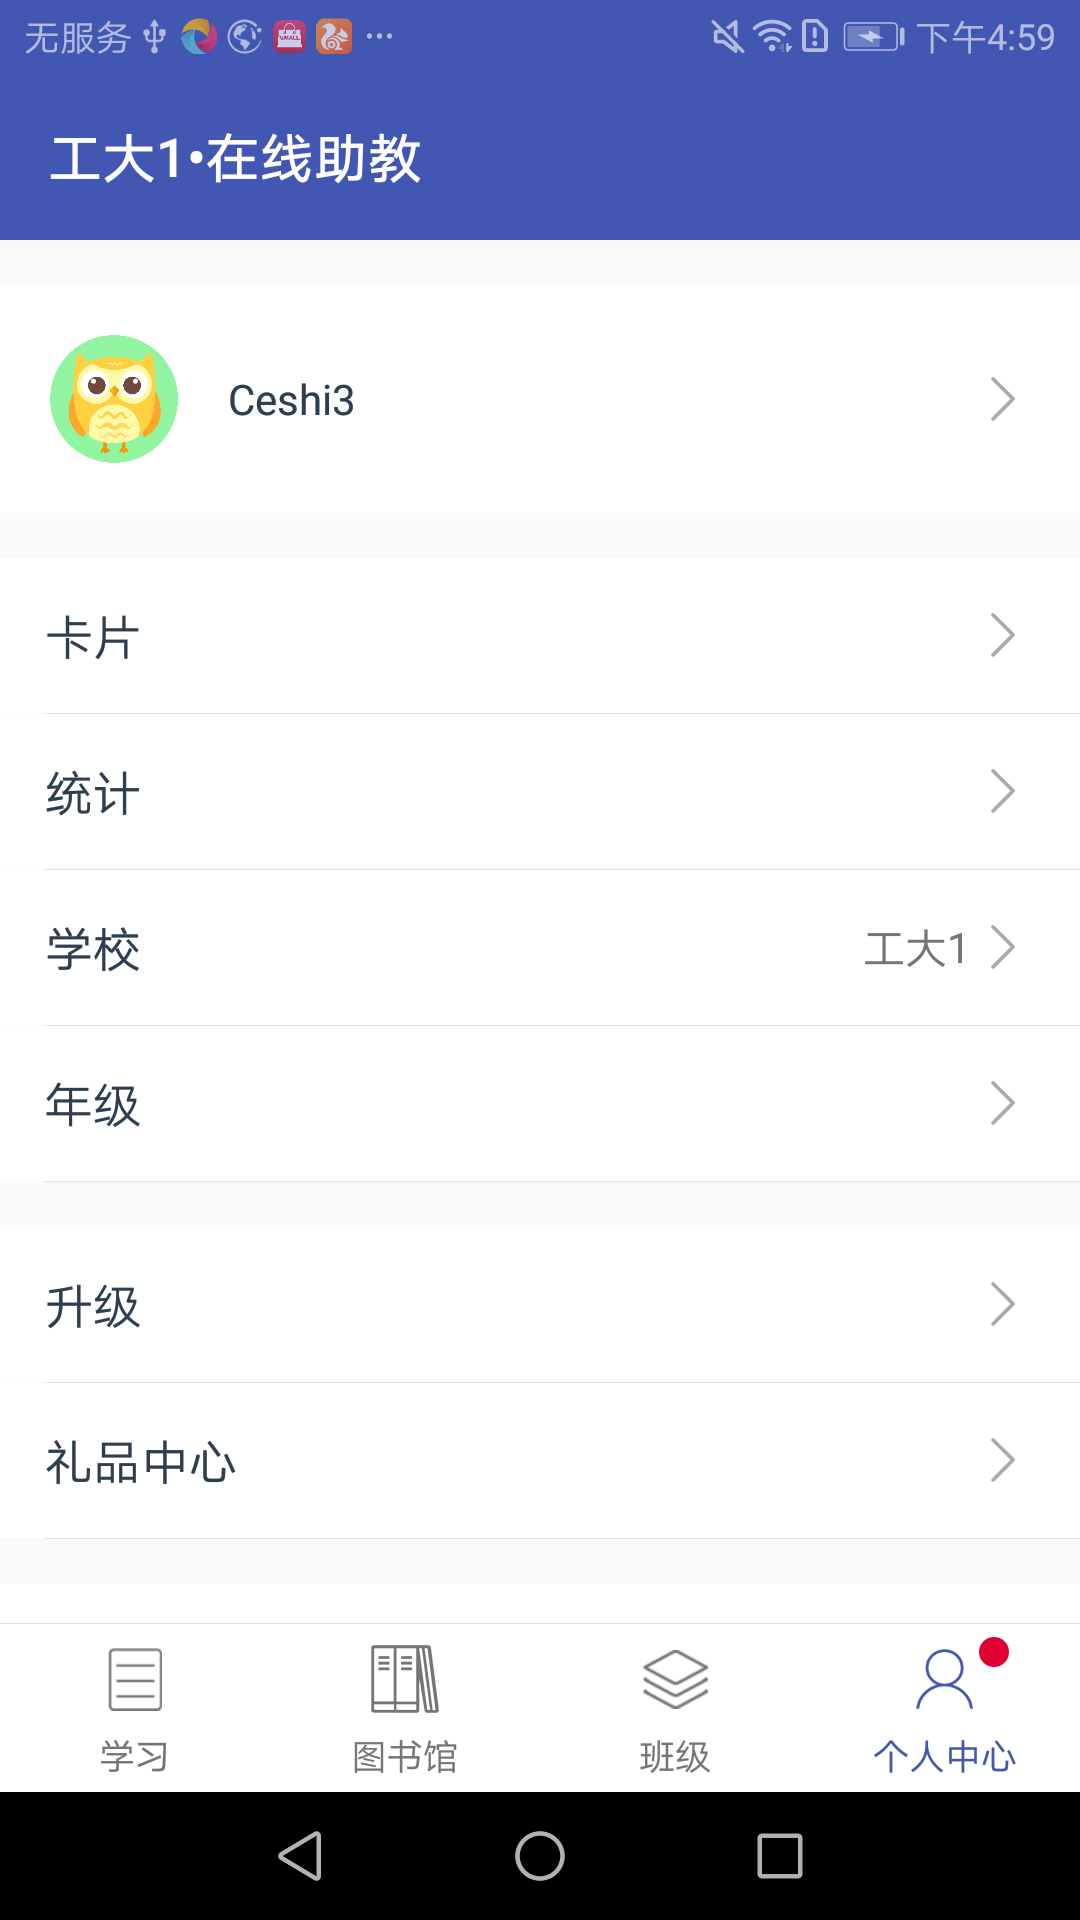 无服务
下午4:59
工大1•在线助教
Ceshi3
卡片
统计
学校
工大1
年级
升级
礼品中心
学习
图书馆
班级
个人中心